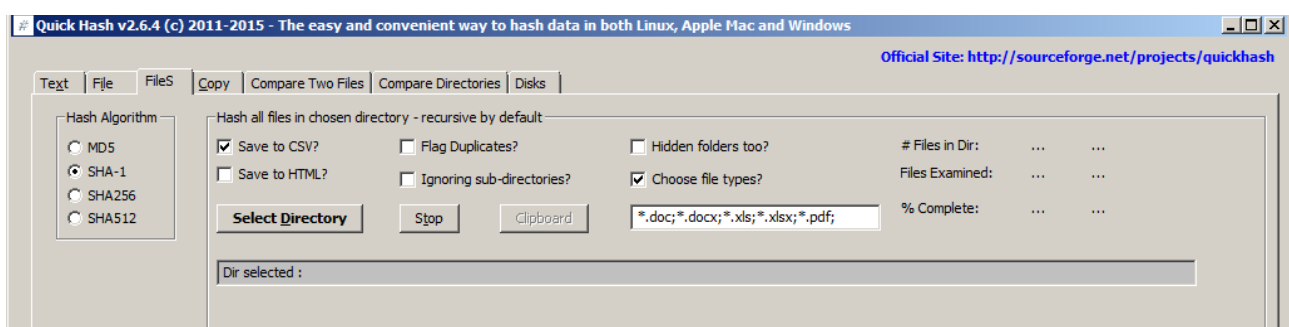 # Quick Hash v2.6.4 (c) 2011-2015 - The easy and convenient way to hash data in both Linux, Apple Mac and Windows
Official Site: http://sourceforge.net/projects/quickhash
Text File FileS Copy Compare Two Files Compare Directories Disks
Hash Algorithm
MD5
SHA-1
SHA256
SHA512
Hash all files in chosen directory - recursive by default
Save to CSV? Flag Duplicates? Hidden folders too?
Save to HTML? Ignoring sub-directories? Choose file types?
Select Directory Stop Clipboard *.doc;*.docx;*.xls;*.xlsx;*.pdf;
# Files in Dir: ... ...
Files Examined: ... ...
% Complete: ... ...
Dir selected :